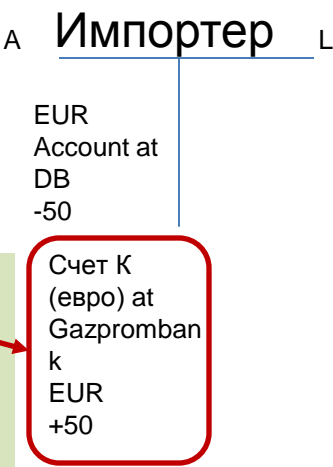 A Импортер L
EUR
Account at
DB
-50
Счет К
(евро) at
Gazpromban
k
EUR
+50